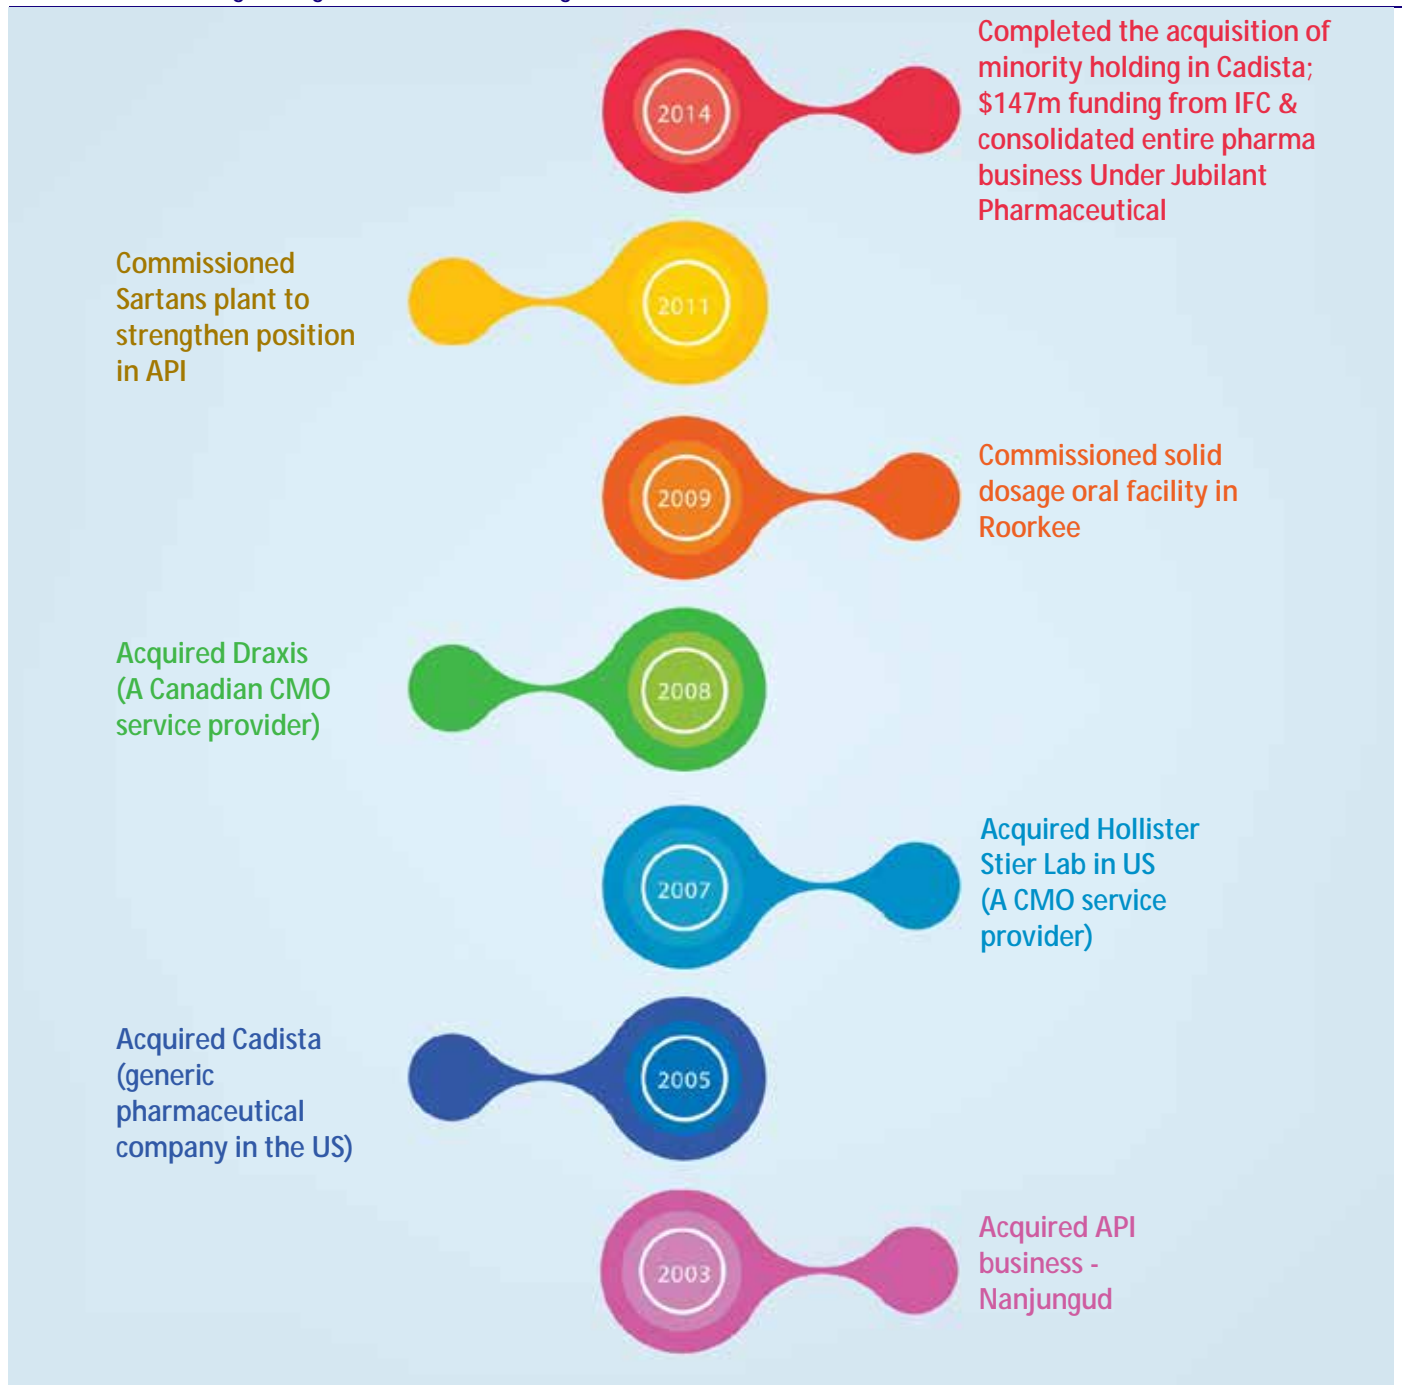 2014
Completed the acquisition of
minority holding in Cadista;
$147m funding from IFC &
consolidated entire pharma
business Under Jubilant
Pharmaceutical
Commissioned
Sartans plant to
strengthen position
in API
2011
2009
Commissioned solid
dosage oral facility in
Roorkee
Acquired Draxis
(A Canadian CMO
service provider)
2008
2007
Acquired Hollister
Stier Lab in US
(A CMO service
provider)
Acquired Cadista
(generic
pharmaceutical
company in the US)
2005
2003
Acquired API
business -
Nanjungud